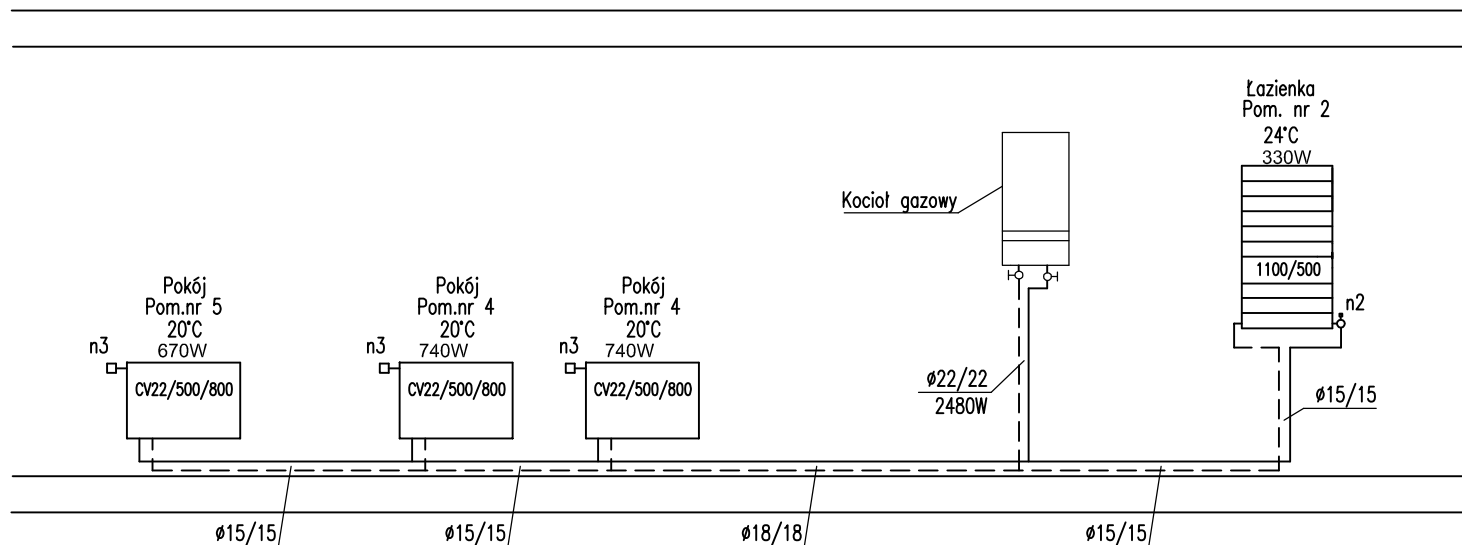 Łazienka
Pom. nr 2
24°C
330W
1100/500
n2
Kocioł gazowy
Pokój
Pom.nr 5
20°C
670W
n3
CV22/500/800
Pokój
Pom.nr 4
20°C
740W
n3
CV22/500/800
Pokój
Pom.nr 4
20°C
740W
n3
CV22/500/800
ø22/22
2480W
ø15/15
ø15/15
ø15/15
ø18/18
ø15/15